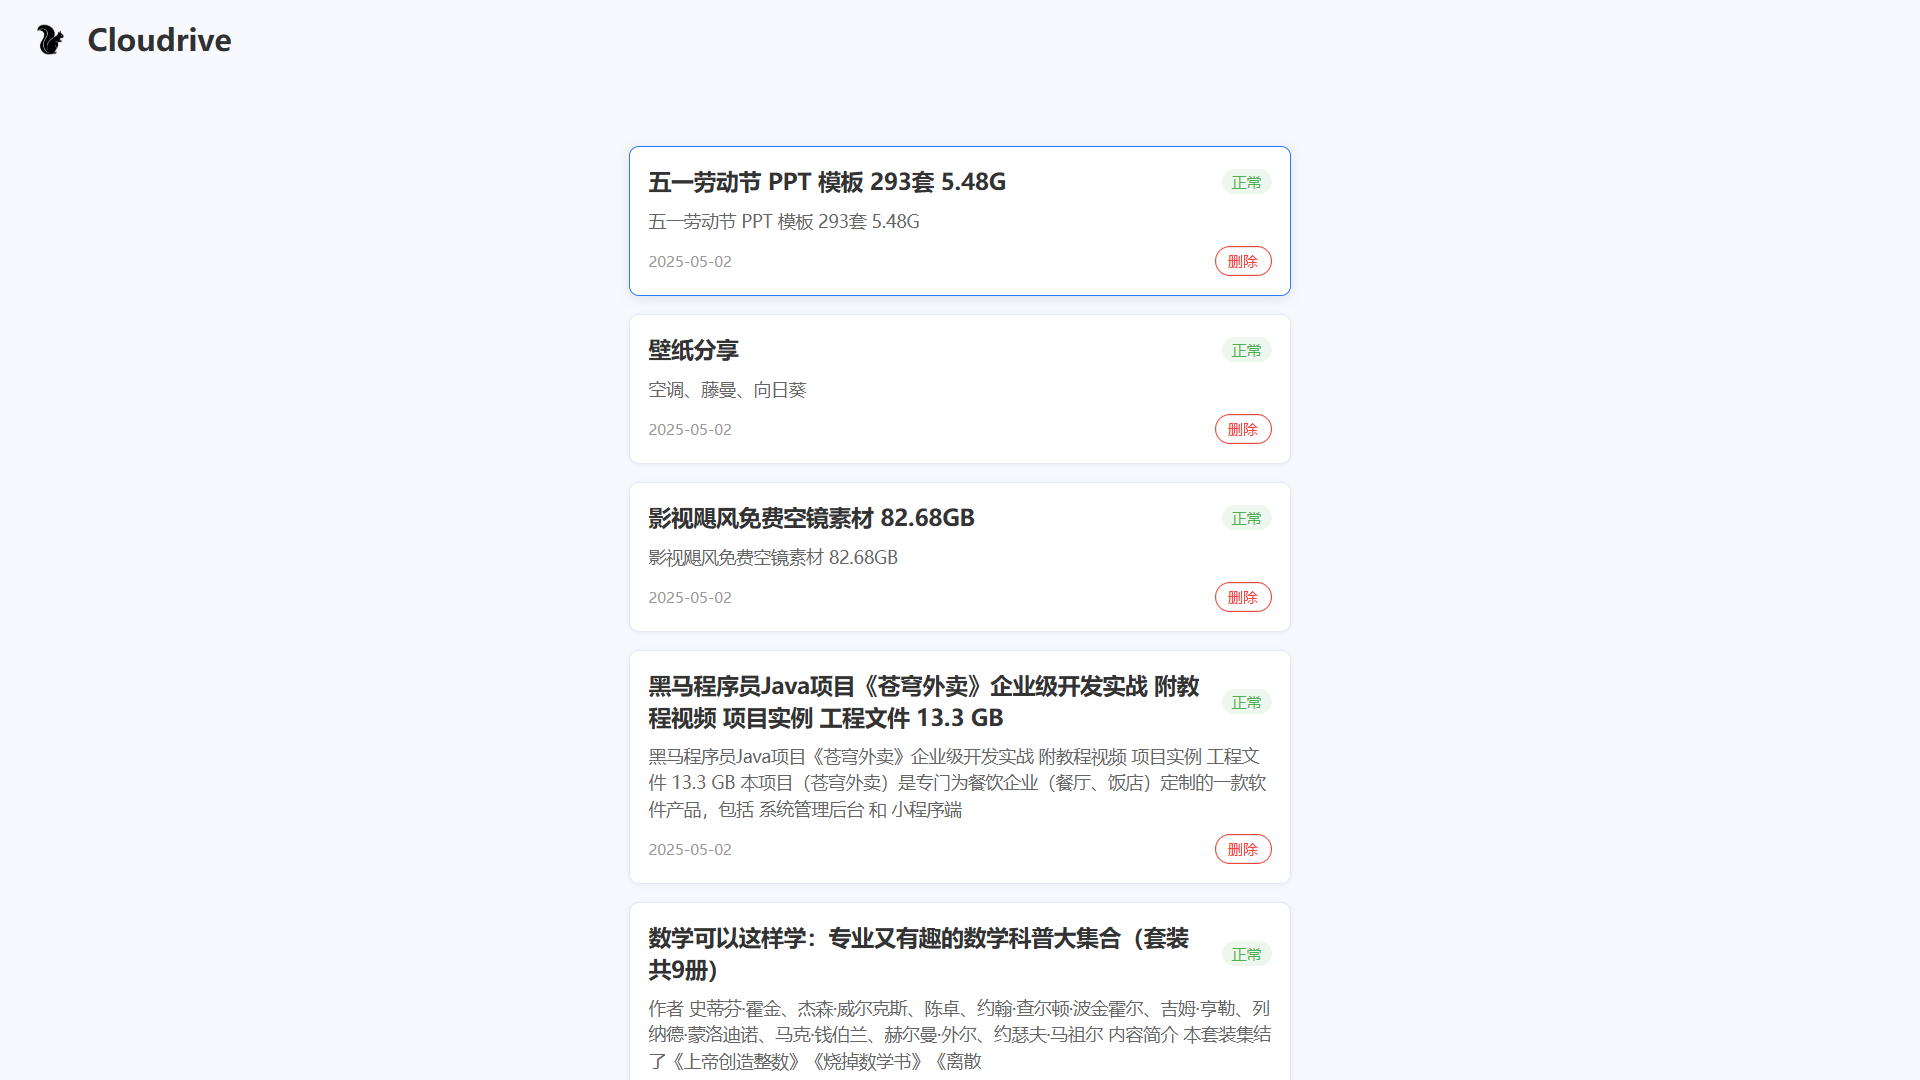 Cloudrive
五一劳动节 PPT 模板 293套 5.48G
正常
五一劳动节 PPT 模板 293套 5.48G
2025-05-02
删除
壁纸分享
正常
空调、藤曼、向日葵
2025-05-02
删除
影视飓风免费空镜素材 82.68GB
正常
影视飓风免费空镜素材 82.68GB
2025-05-02
删除
黑马程序员Java项目《苍穹外卖》企业级开发实战 附教
程视频 项目实例 工程文件 13.3 GB
正常
黑马程序员Java项目《苍穹外卖》企业级开发实战 附教程视频 项目实例 工程文
件 13.3 GB 本项目（苍穹外卖）是专门为餐饮企业（餐厅、饭店）定制的一款软
件产品，包括 系统管理后台 和 小程序端
2025-05-02
删除
数学可以这样学：专业又有趣的数学科普大集合（套装
共9册）
正常
作者 史蒂芬·霍金、杰森·威尔克斯、陈卓、约翰·查尔顿·波金霍尔、吉姆·亨勒、列
纳德·蒙洛迪诺、马克·钱伯兰、赫尔曼·外尔、约瑟夫·马祖尔 内容简介 本套装集结
了《上帝创造整数》《烧掉数学书》《离散